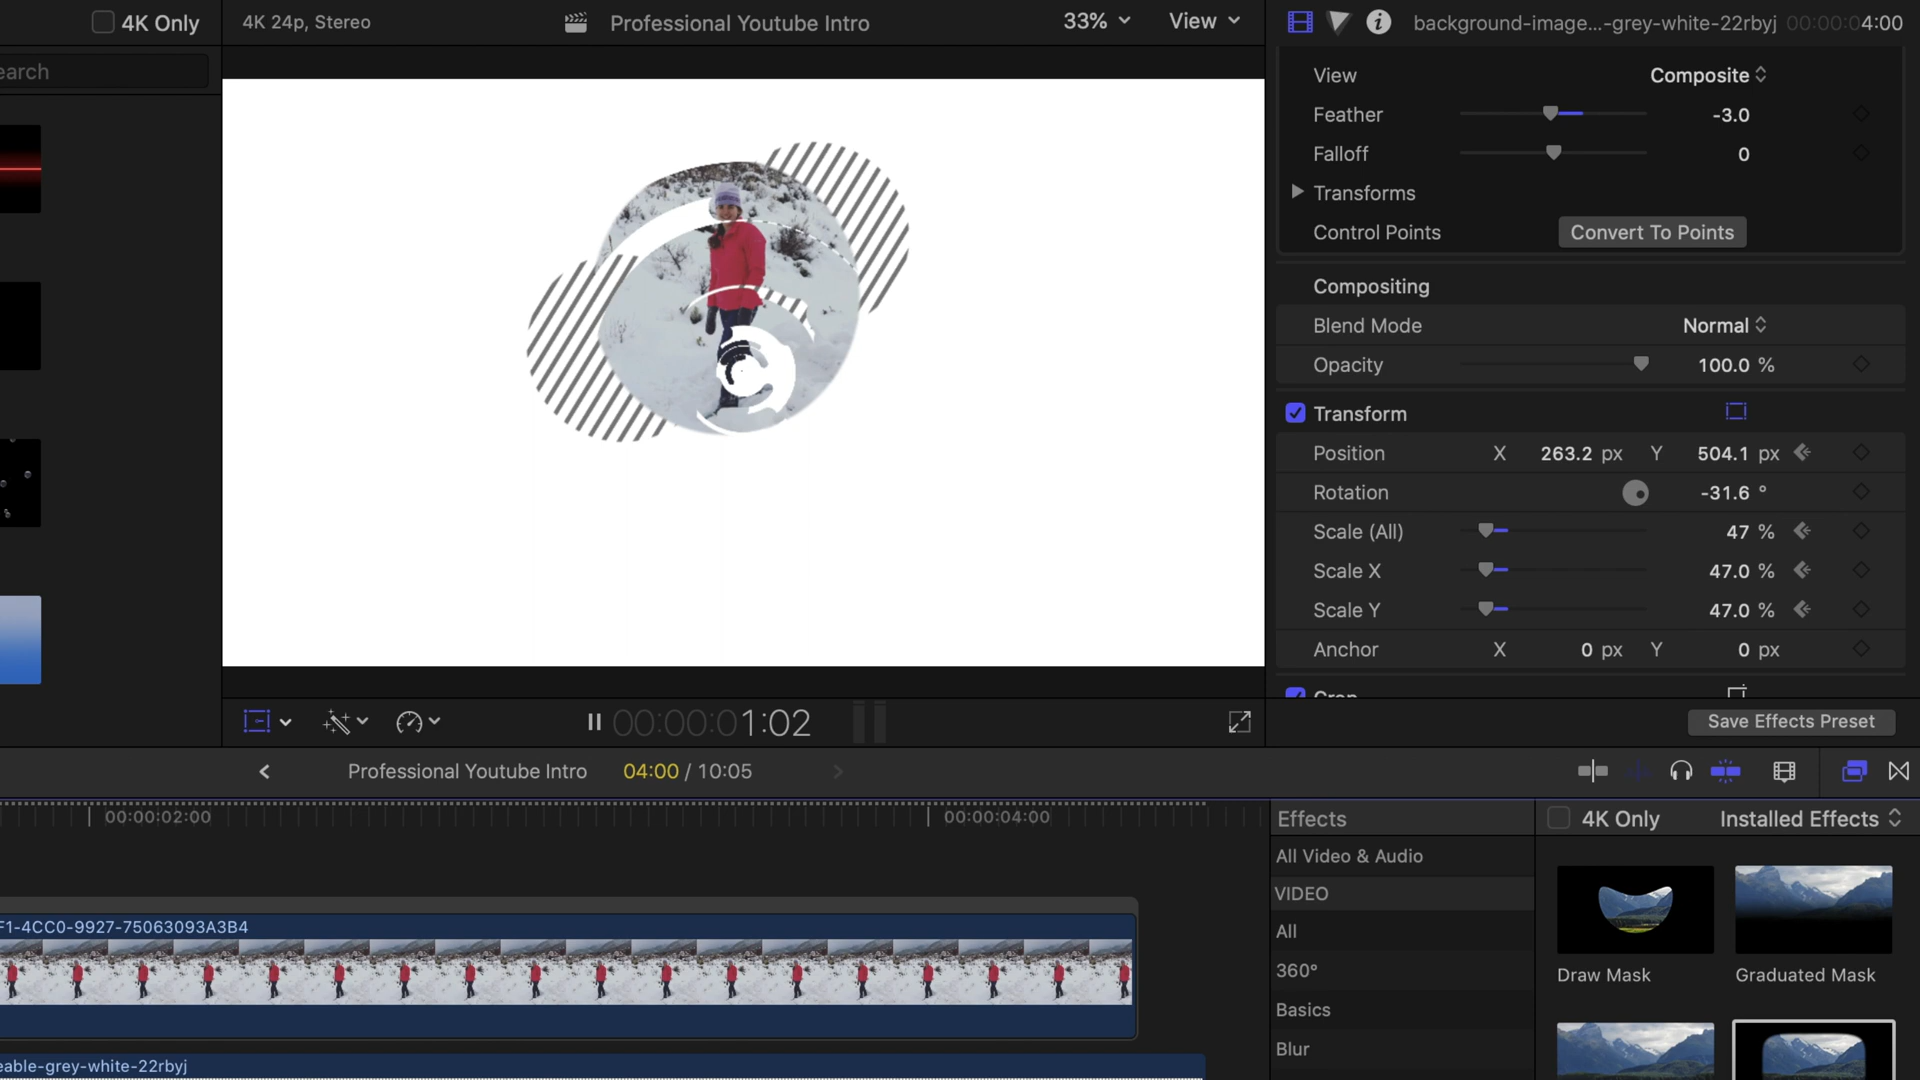 4K Only
4K 24p, Stereo
Professional Youtube Intro
33%
View
background-image...-grey-white-22rbyj
00:00:04:00
earch
View
Composite
Feather
-3.0
Falloff
0
Transforms
Control Points
Convert To Points
Compositing
Blend Mode
Normal
Opacity
100.0 %
Transform
Position X 263.2 px Y 504.1 px
Rotation -31.6 °
Scale (All) 47 %
Scale X 47.0 %
Scale Y 47.0 %
Anchor X 0 px Y 0 px
Crop
00:00:01:02
Save Effects Preset
Professional Youtube Intro 04:00 / 10:05
00:00:02:00
00:00:04:00
Effects
4K Only
Installed Effects
All Video & Audio
VIDEO
All
360°
Basics
Blur
Draw Mask
Graduated Mask
F1-4CC0-9927-75063093A3B4
eable-grey-white-22rbyj